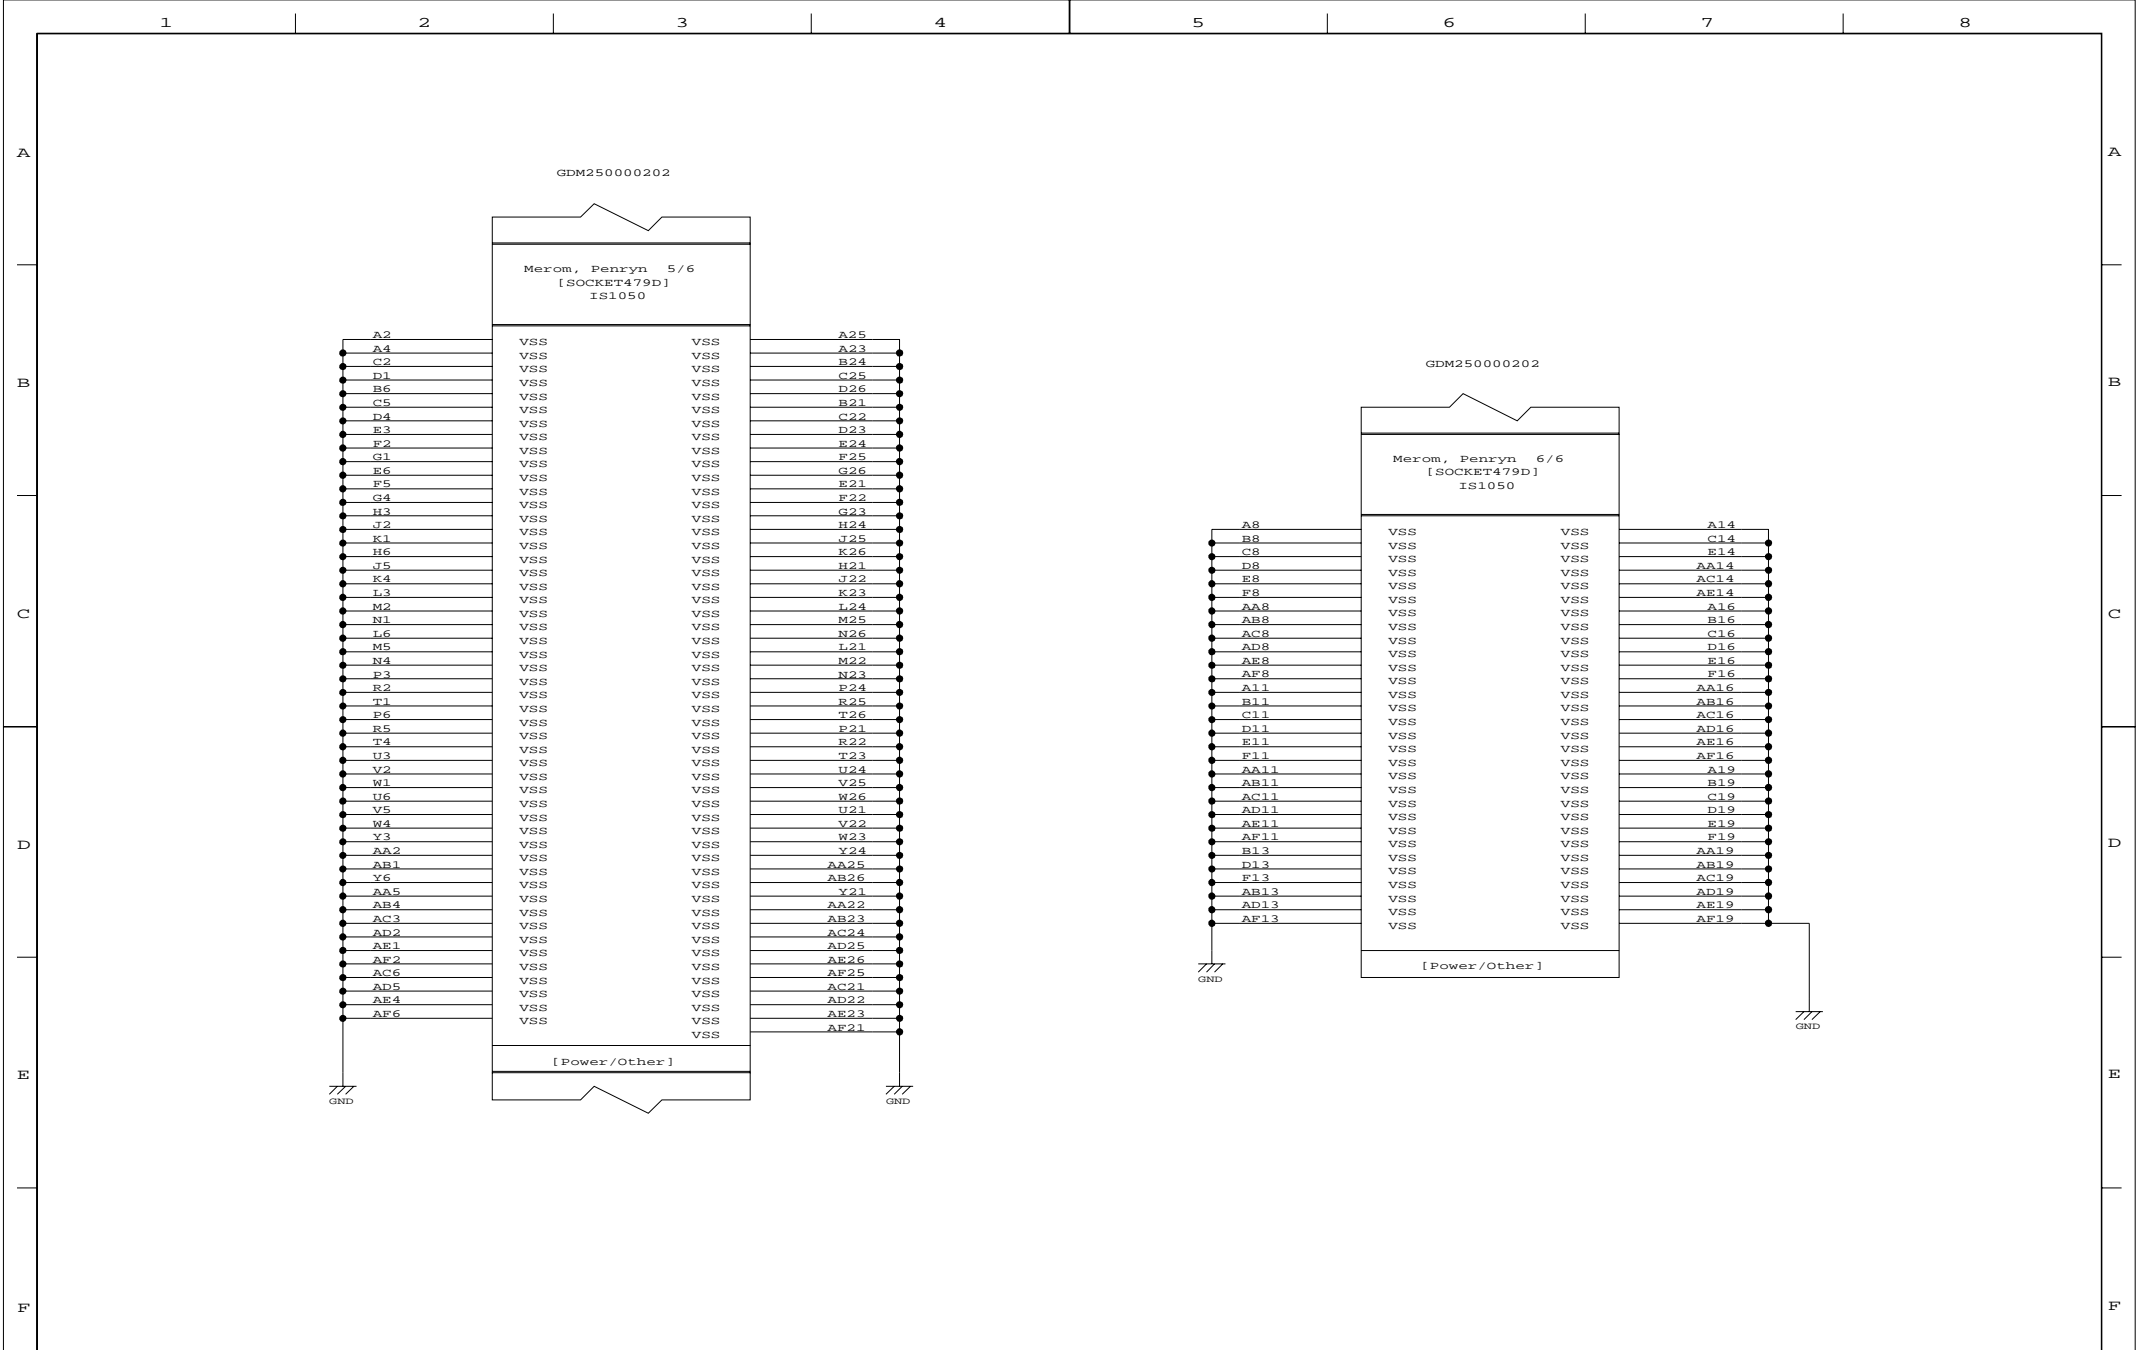 1 2 3 4 5 6 7 8
A A
GDM250000202
Merom, Penryn 5/6
[SOCKET479D]
IS1050
A2 VSS VSS A25
A4 VSS VSS A23
C2 VSS VSS B24
D1 VSS VSS C25
B6 VSS VSS D26
C5 VSS VSS B21
D4 VSS VSS C22
E3 VSS VSS D23
F2 VSS VSS E24
G1 VSS VSS F25
E6 VSS VSS G26
F5 VSS VSS E21
G4 VSS VSS F22
H3 VSS VSS G23
J2 VSS VSS H24
K1 VSS VSS J25
H6 VSS VSS K26
J5 VSS VSS H21
K4 VSS VSS J22
L3 VSS VSS K23
M2 VSS VSS L24
N1 VSS VSS M25
L6 VSS VSS N26
M5 VSS VSS L21
N4 VSS VSS M22
P3 VSS VSS N23
R2 VSS VSS P24
T1 VSS VSS R25
P6 VSS VSS T26
R5 VSS VSS P21
T4 VSS VSS R22
U3 VSS VSS T23
V2 VSS VSS U24
W1 VSS VSS V25
U6 VSS VSS W26
V5 VSS VSS U21
W4 VSS VSS V22
Y3 VSS VSS W23
AA2 VSS VSS Y24
AB1 VSS VSS AA25
Y6 VSS VSS AB26
AA5 VSS VSS Y21
AB4 VSS VSS AA22
AC3 VSS VSS AB23
AD2 VSS VSS AC24
AE1 VSS VSS AD25
AF2 VSS VSS AE26
AC6 VSS VSS AF25
AD5 VSS VSS AC21
AE4 VSS VSS AD22
AF6 VSS VSS AE23
VSS AF21
[Power/Other]
GND GND
B B
GDM250000202
Merom, Penryn 6/6
[SOCKET479D]
IS1050
A8 VSS VSS A14
B8 VSS VSS C14
C8 VSS VSS E14
D8 VSS VSS AA14
E8 VSS VSS AC14
F8 VSS VSS AE14
AA8 VSS VSS A16
AB8 VSS VSS B16
AC8 VSS VSS C16
AD8 VSS VSS D16
AE8 VSS VSS E16
AF8 VSS VSS F16
A11 VSS VSS AA16
B11 VSS VSS AB16
C11 VSS VSS AC16
D11 VSS VSS AD16
E11 VSS VSS AE16
F11 VSS VSS AF16
AA11 VSS VSS A19
AB11 VSS VSS B19
AC11 VSS VSS C19
AD11 VSS VSS D19
AE11 VSS VSS E19
AF11 VSS VSS F19
B13 VSS VSS AA19
D13 VSS VSS AB19
F13 VSS VSS AC19
AB13 VSS VSS AD19
AD13 VSS VSS AE19
AF13 VSS VSS AF19
[Power/Other]
GND
GND
C C
D D
E E
F F